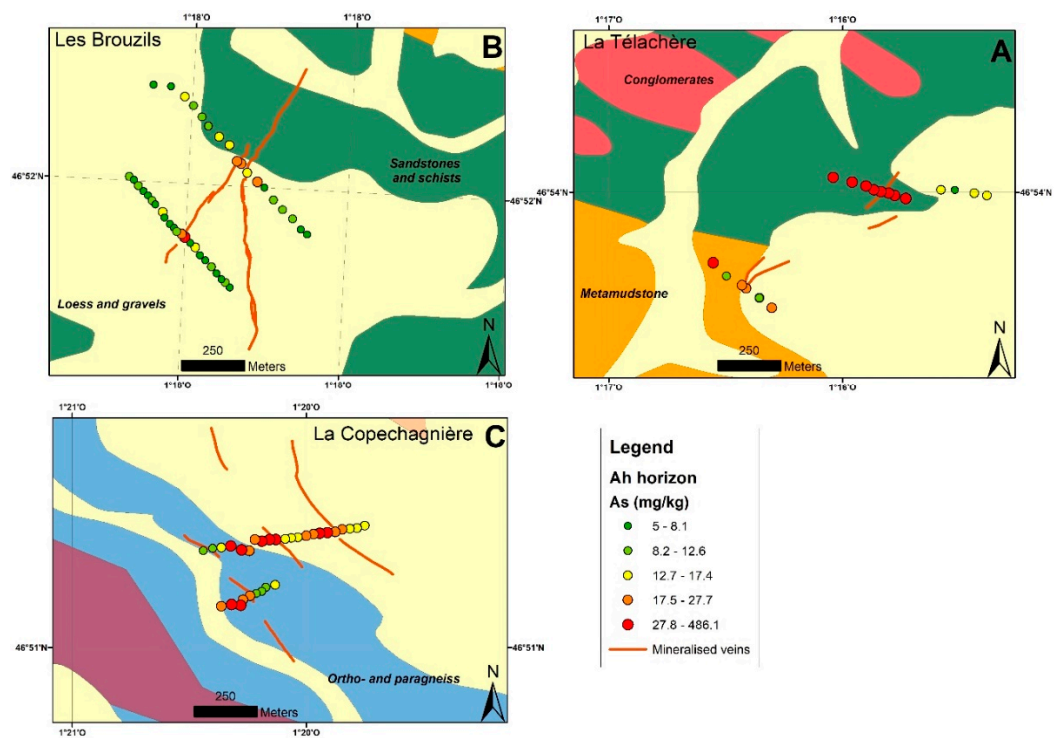 1°18'O
1°18'O
Les Brouzils
B
Sandstones
and schists
46°52'N
46°52'N
Loess and gravels
N
250
Meters
1°18'O
1°18'O
1°18'O
1°17'O
1°16'O
La Télachère
A
Conglomerates
46°54'N
46°54'N
Metamudstone
N
250
Meters
1°17'O
1°16'O
1°21'O
1°20'O
La Copechagnière
C
46°51'N
46°51'N
Ortho- and paragneiss
N
250
Meters
1°21'O
1°20'O
Legend
Ah horizon
As (mg/kg)
5 - 8.1
8.2 - 12.6
12.7 - 17.4
17.5 - 27.7
27.8 - 486.1
Mineralised veins